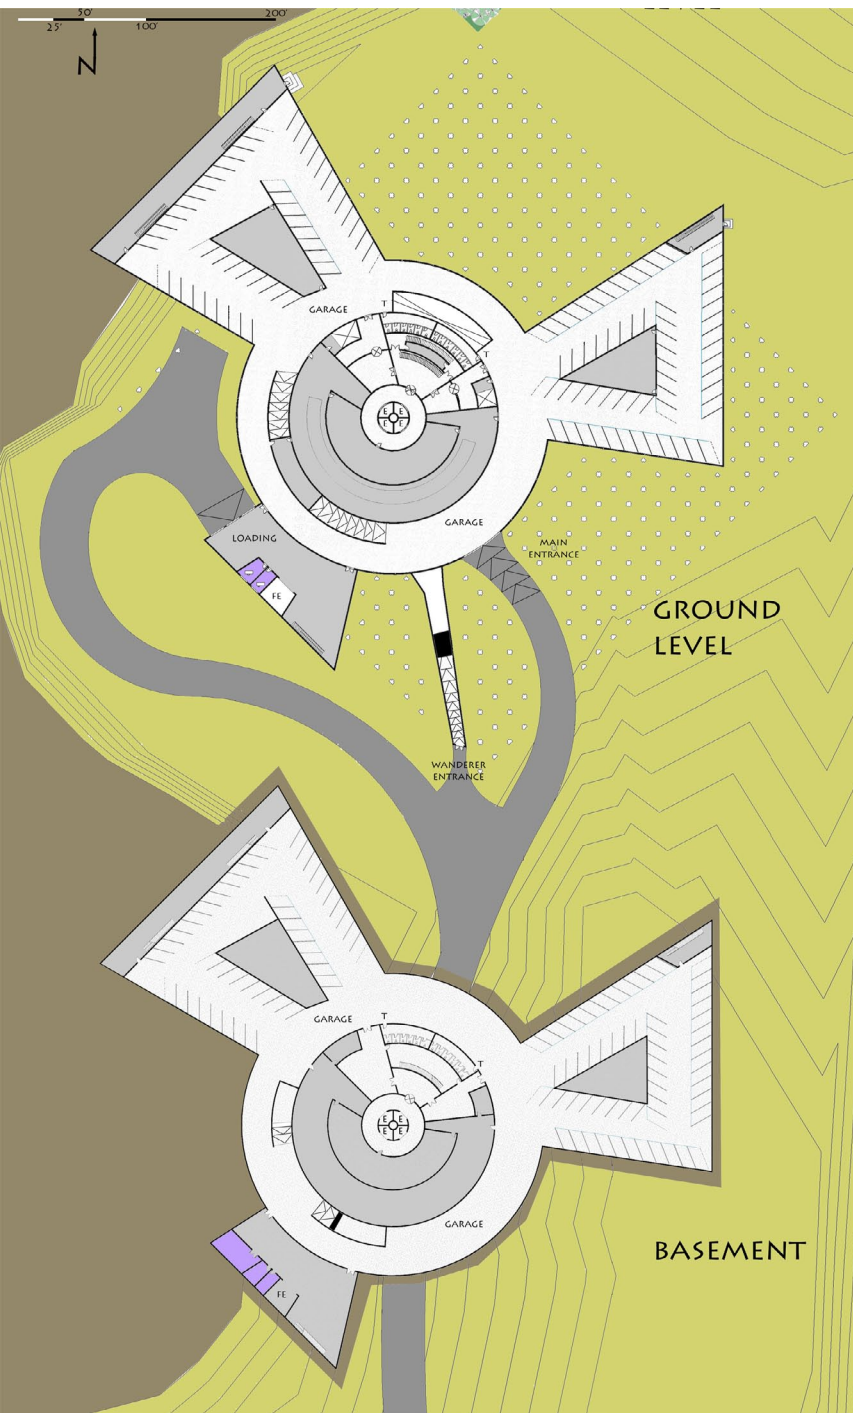 50'
200'
25'
100'
N
GARAGE
T
T
E E
E E
GARAGE
LOADING
FE
MAIN
ENTRANCE
GROUND
LEVEL
WANDERER
ENTRANCE
GARAGE
T
T
E E
E E
GARAGE
BASEMENT
FE